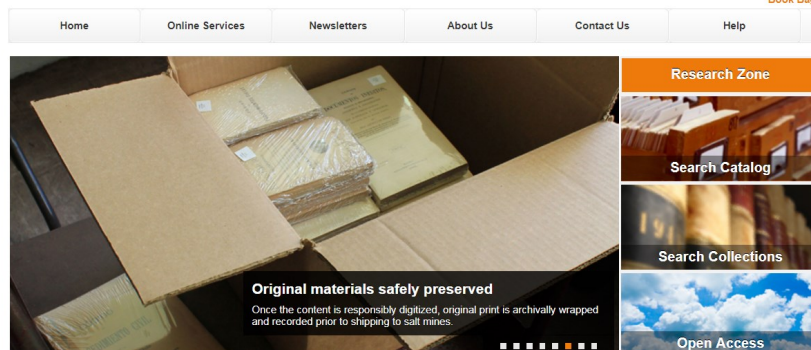 Home Online Services Newsletters About Us Contact Us Help
Research Zone
Search Catalog
Search Collections
Original materials safely preserved
Once the content is responsibly digitized, original print is archivally wrapped
and recorded prior to shipping to salt mines.
Open Access